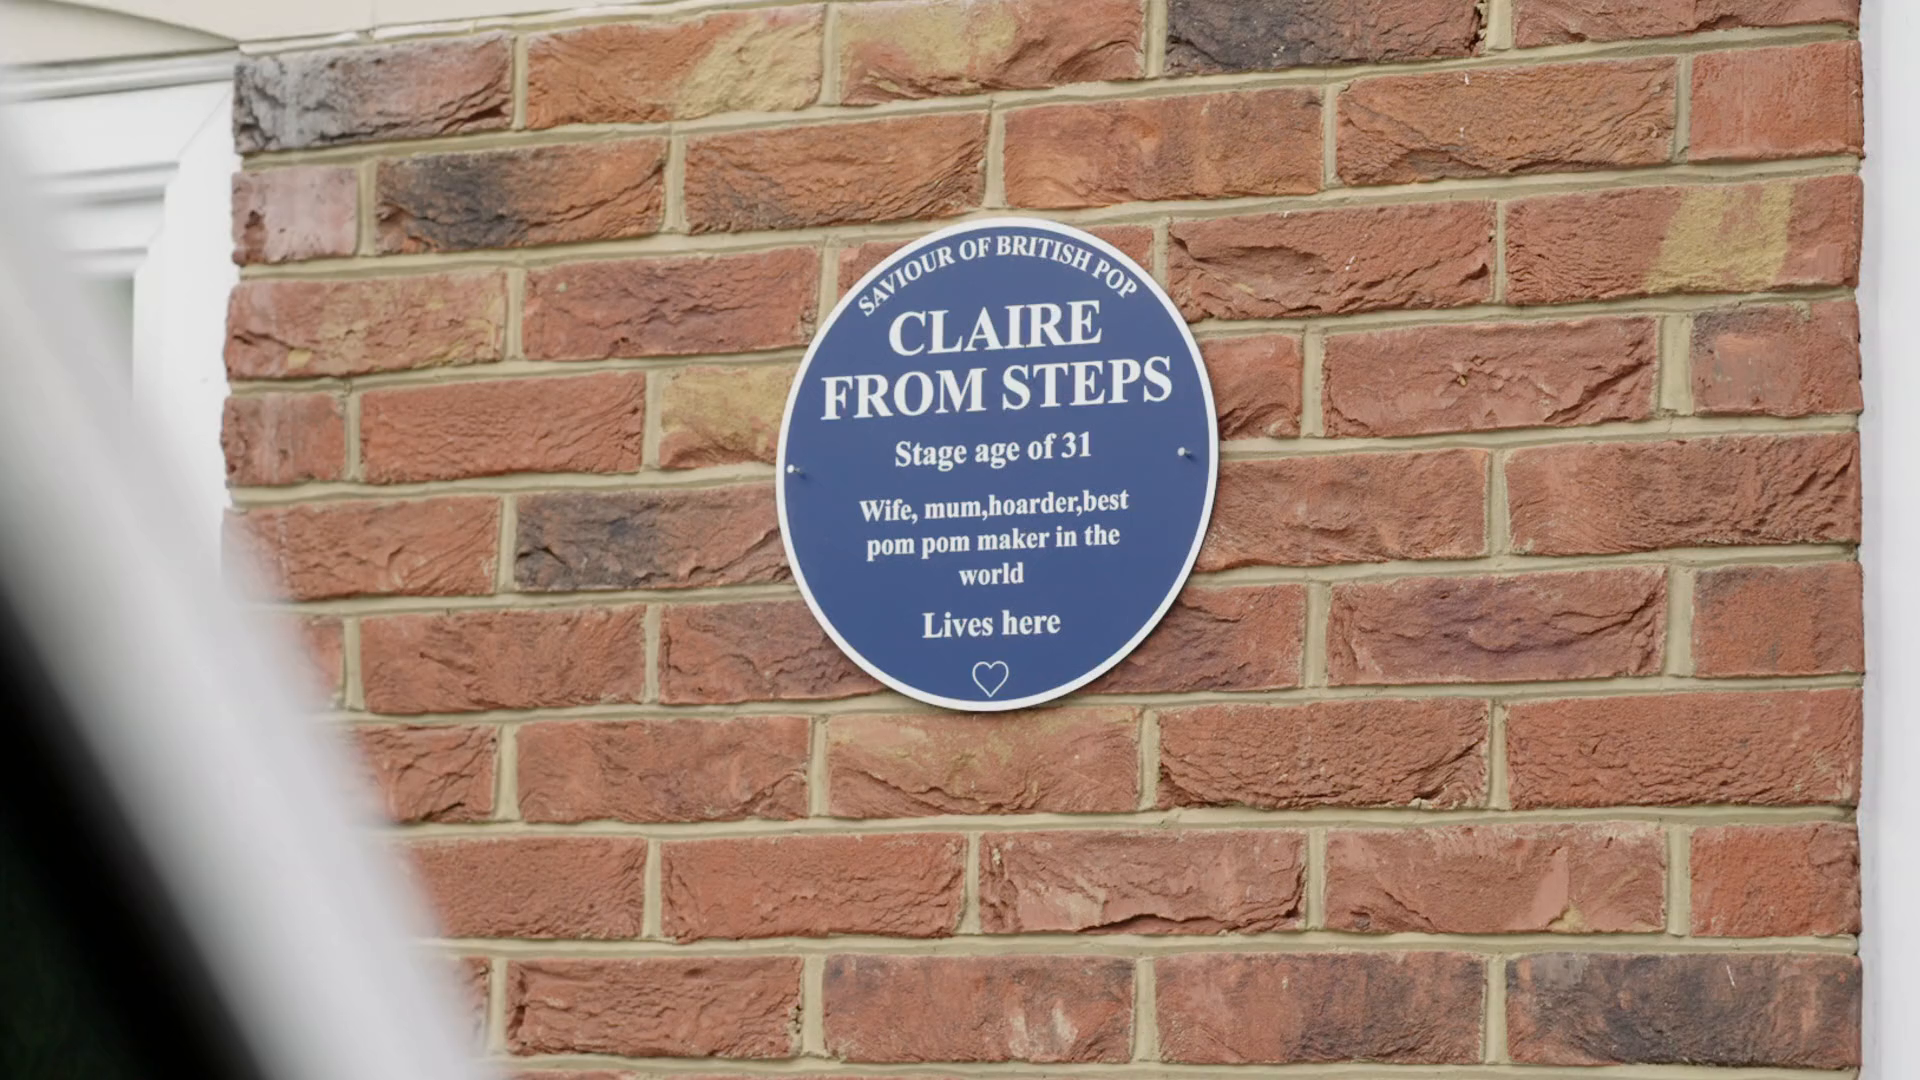 SAVIOUR OF BRITISH POP
CLAIRE
FROM STEPS
Stage age of 31
Wife, mum,hoarder,best
pom pom maker in the
world
Lives here